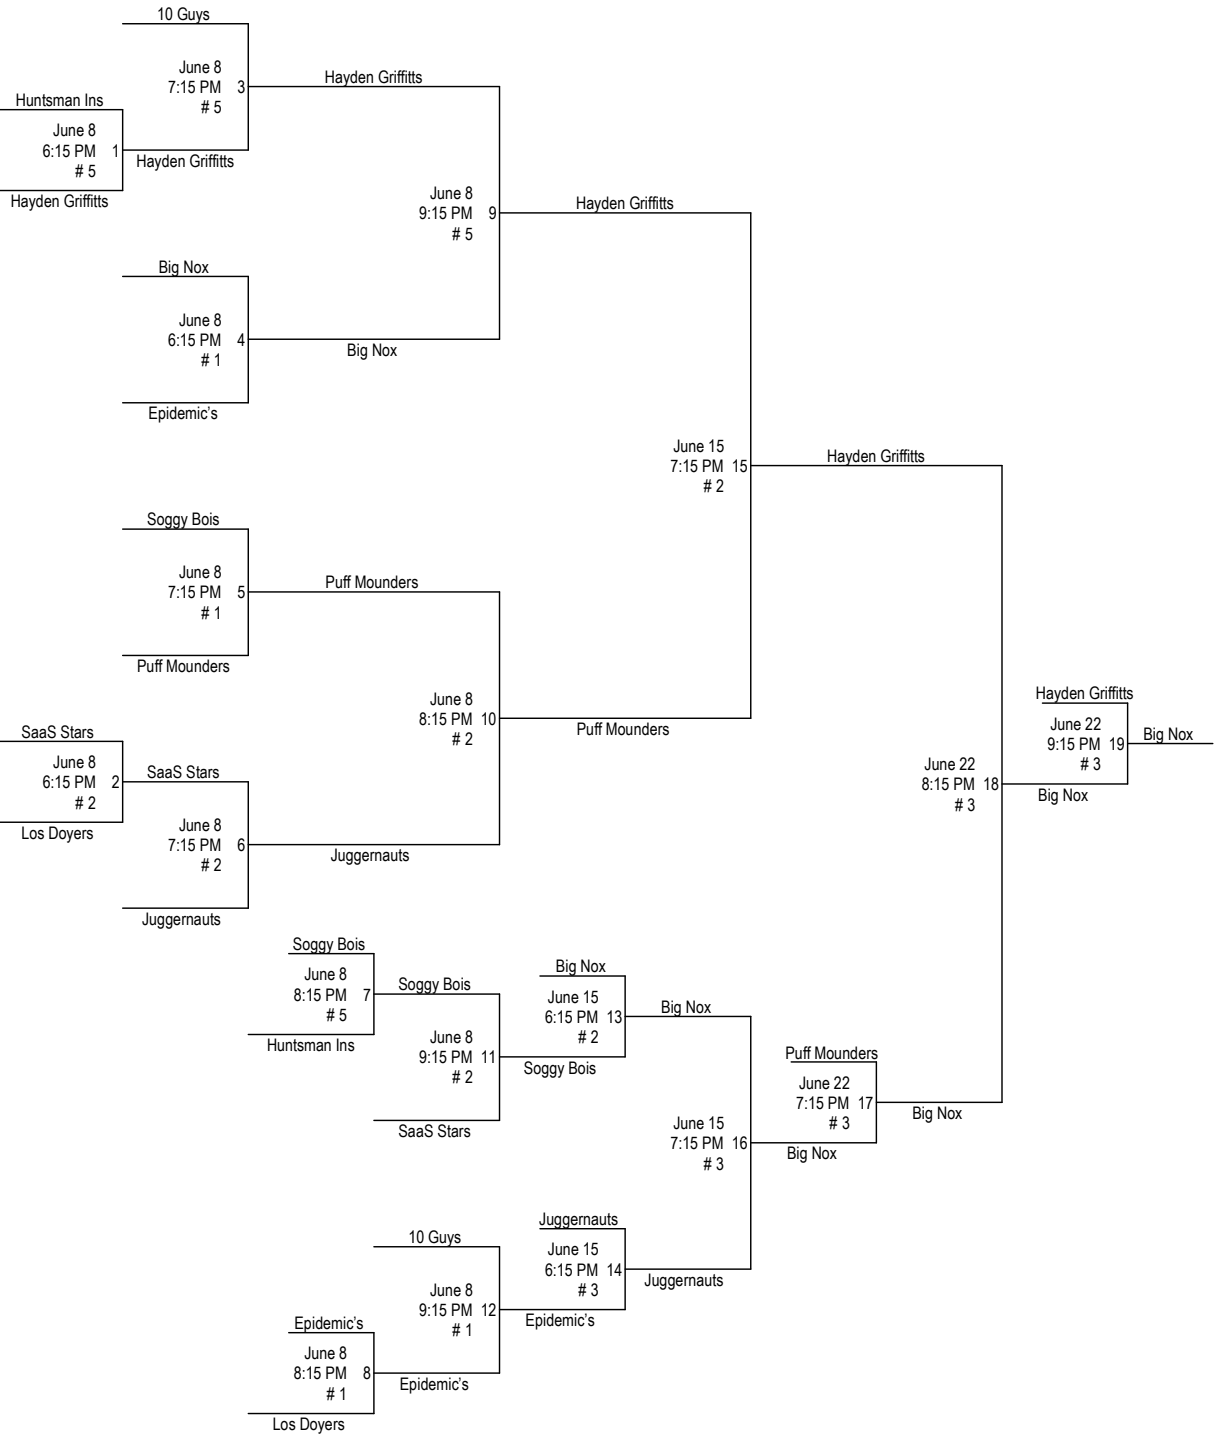 10 Guys
June 8
7:15 PM 3
# 5
Hayden Griffitts
Huntsman Ins
June 8
6:15 PM 1
# 5
Hayden Griffitts
Hayden Griffitts
June 8
9:15 PM 9
# 5
Hayden Griffitts
Big Nox
June 8
6:15 PM 4
# 1
Big Nox
Epidemic's
June 15
7:15 PM 15
# 2
Hayden Griffitts
Soggy Bois
June 8
7:15 PM 5
# 1
Puff Mounders
Puff Mounders
June 8
8:15 PM 10
# 2
Puff Mounders
SaaS Stars
June 8
6:15 PM 2
# 2
Los Doyers
SaaS Stars
June 8
7:15 PM 6
# 2
Juggernauts
Juggernauts
Hayden Griffitts
June 22
9:15 PM 19
# 3
Big Nox
June 22
8:15 PM 18
# 3
Big Nox
Soggy Bois
June 8
8:15 PM 7
# 5
Huntsman Ins
Soggy Bois
June 8
9:15 PM 11
# 2
SaaS Stars
Big Nox
June 15
6:15 PM 13
# 2
Soggy Bois
Big Nox
June 15
7:15 PM 16
# 3
Puff Mounders
June 22
7:15 PM 17
# 3
Big Nox
Big Nox
10 Guys
June 8
9:15 PM 12
# 1
Juggernauts
June 15
6:15 PM 14
# 3
Epidemic's
Juggernauts
Epidemic's
June 8
8:15 PM 8
# 1
Los Doyers
Epidemic's